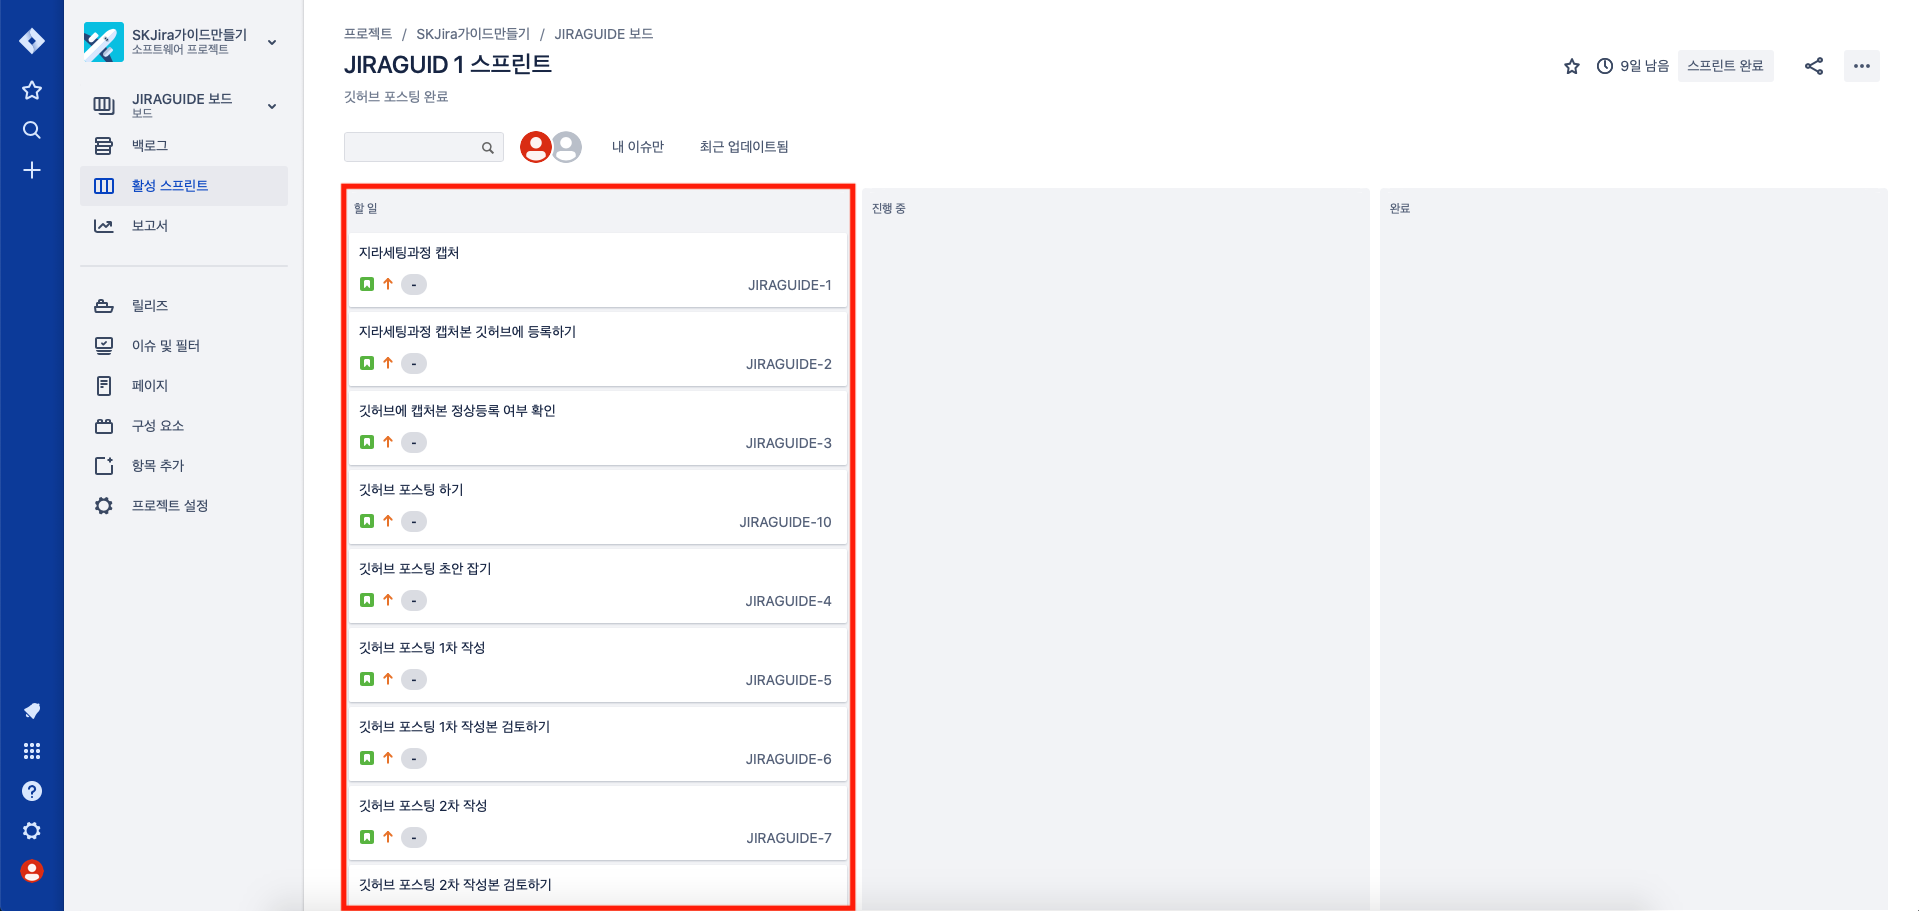 SKJira가이드만들기
소프트웨어 프로젝트
JIRAGUIDE 보드
보드
백로그
활성 스프린트
보고서
릴리즈
이슈 및 필터
페이지
구성 요소
항목 추가
프로젝트 설정
프로젝트 / SKJira가이드만들기 / JIRAGUIDE 보드
JIRAGUID 1 스프린트
9일 남음
스프린트 완료
깃허브 포스팅 완료
내 이슈만
최근 업데이트됨
할 일
지라세팅과정 캡처
- JIRAGUIDE-1
지라세팅과정 캡처본 깃허브에 등록하기
- JIRAGUIDE-2
깃허브에 캡처본 정상등록 여부 확인
- JIRAGUIDE-3
깃허브 포스팅 하기
- JIRAGUIDE-10
깃허브 포스팅 초안 잡기
- JIRAGUIDE-4
깃허브 포스팅 1차 작성
- JIRAGUIDE-5
깃허브 포스팅 1차 작성본 검토하기
- JIRAGUIDE-6
깃허브 포스팅 2차 작성
- JIRAGUIDE-7
깃허브 포스팅 2차 작성본 검토하기
진행 중
완료